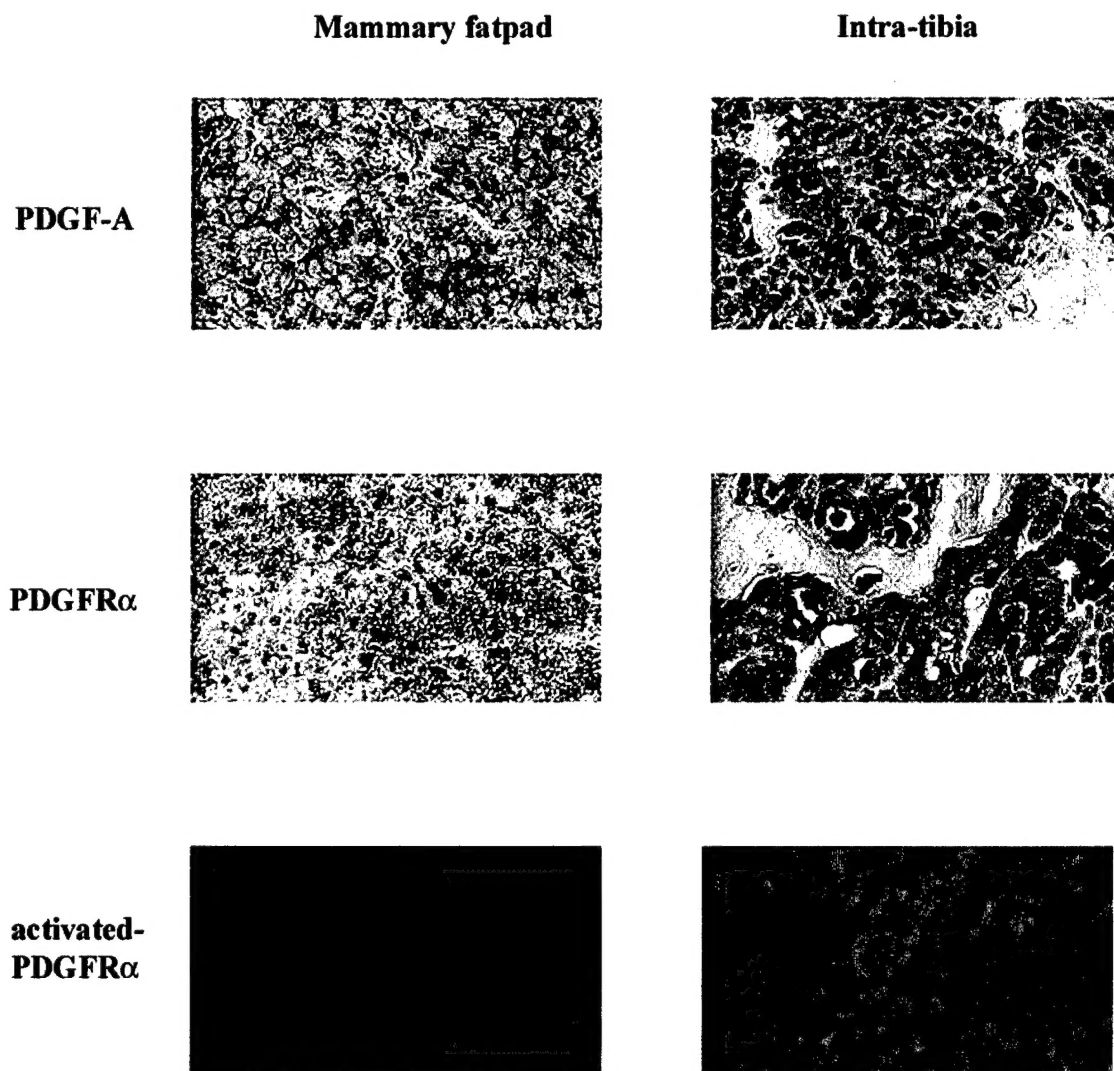 Mammary fatpad Intra-tibia
PDGF-A
PDGFRα
activated-
PDGFRα